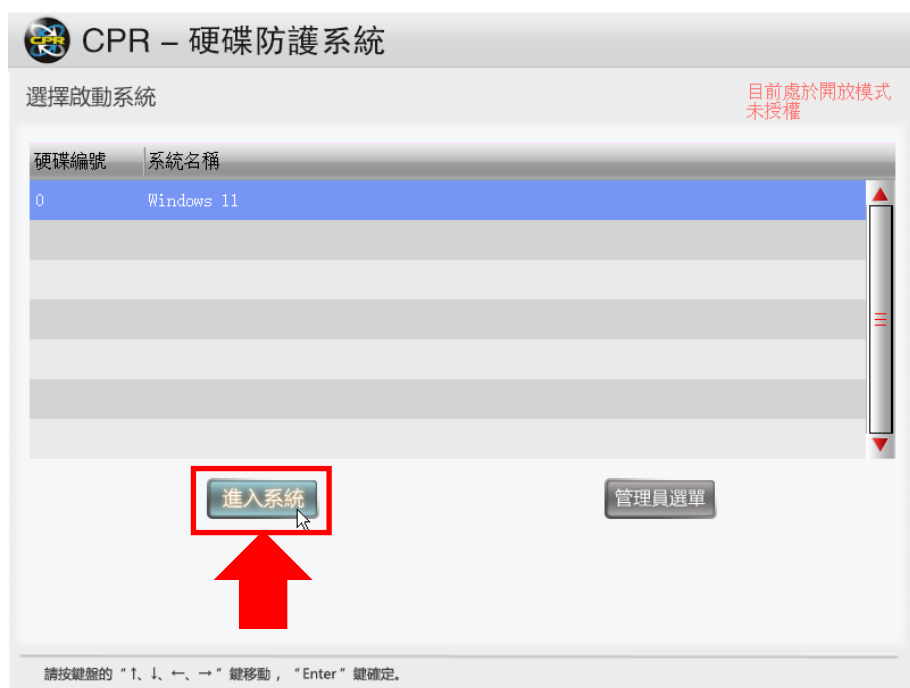 CPR – 硬碟防護系統
選擇啟動系統
目前處於開放模式
未授權
硬碟編號 系統名稱
0 Windows 11
進入系統 管理員選單
請按鍵盤的“↑、↓、←、→”鍵移動，“Enter”鍵確定。